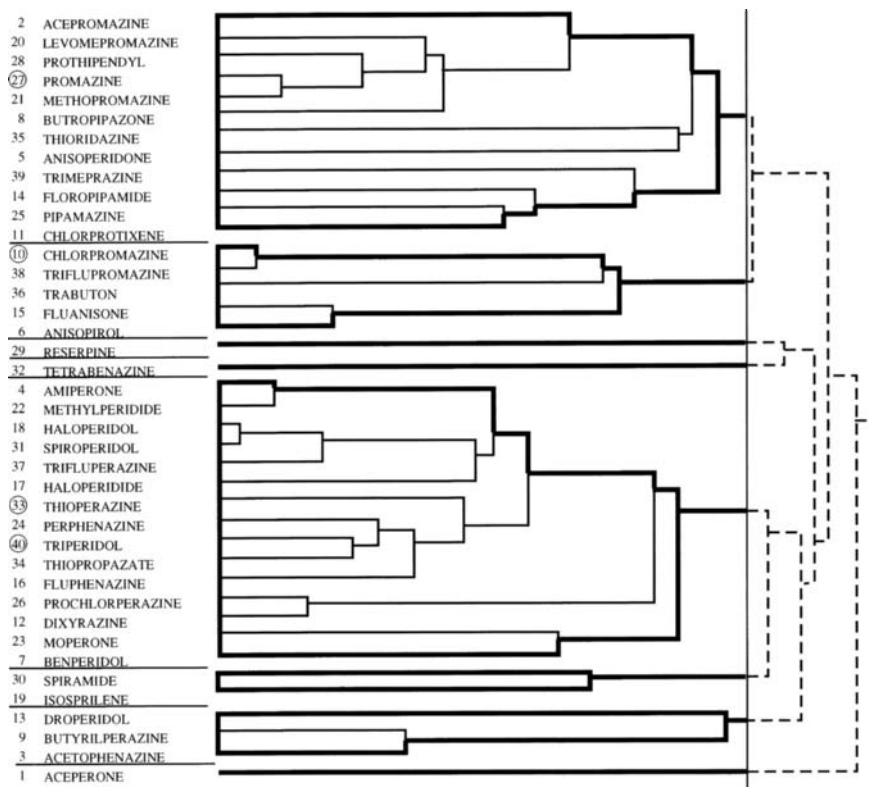 2 ACEPROMAZINE
20 LEVOMEPROMAZINE
28 PROTHIPENDYL
27 PROMAZINE
21 METHOPROMAZINE
8 BUTROPIPAZONE
35 THIORIDAZINE
5 ANISOPERIDONE
39 TRIMEPRAZINE
14 FLOROPIPAMIDE
25 PIPAMAZINE
11 CHLORPROTIXENE
10 CHLORPROMAZINE
38 TRIFLUPROMAZINE
36 TRABUTON
15 FLUANISONE
6 ANISOPIROL
29 RESERPINE
32 TETRABENAZINE
4 AMIPERONE
22 METHYLPERIDIDE
18 HALOPERIDOL
31 SPIROPERIDOL
37 TRIFLUPERAZINE
17 HALOPERIDIDE
33 THIOPERAZINE
24 PERPHENAZINE
40 TRIPERIDOL
34 THIOPROPAZATE
16 FLUPHENAZINE
26 PROCHLORPERAZINE
12 DIXYRAZINE
23 MOPERONE
7 BENPERIDOL
30 SPIRAMIDE
19 ISOSPRILENE
13 DROPERIDOL
9 BUTYRILPERAZINE
3 ACETOPHENAZINE
1 ACEPERONE